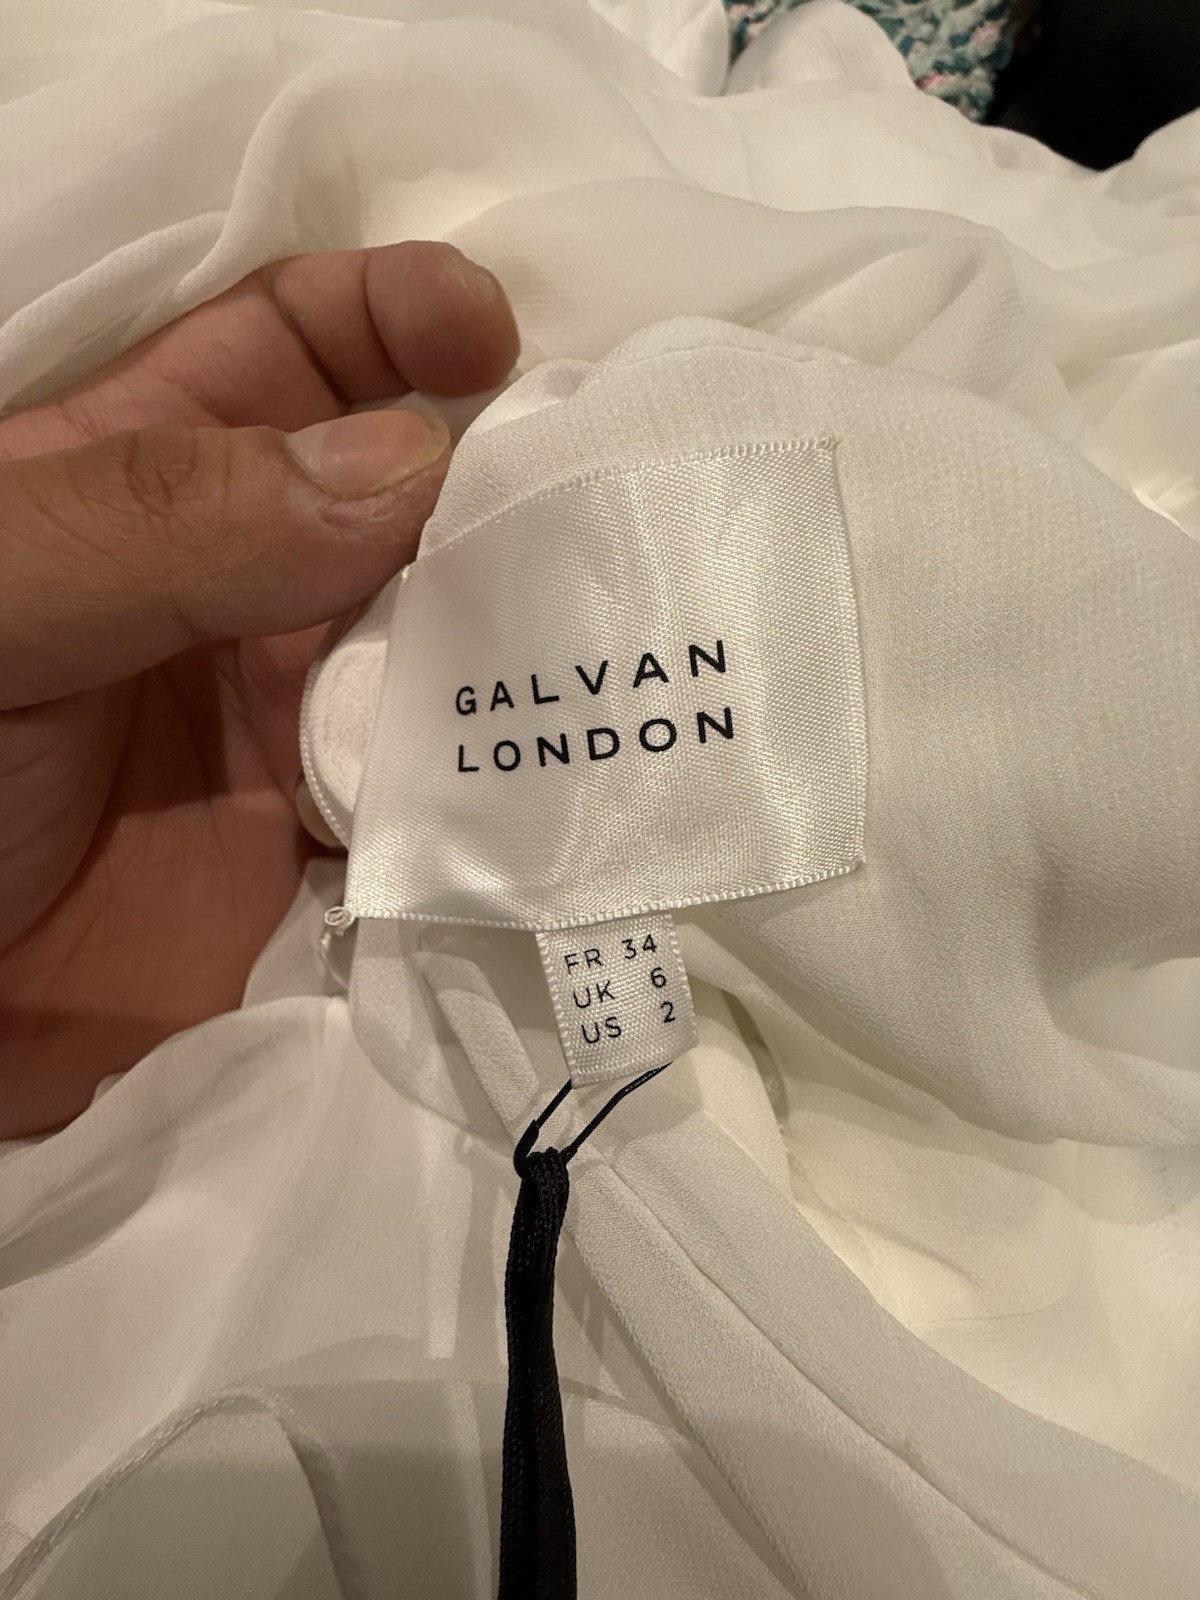 GALVAN
LONDON
FR 34
UK 6
US 2